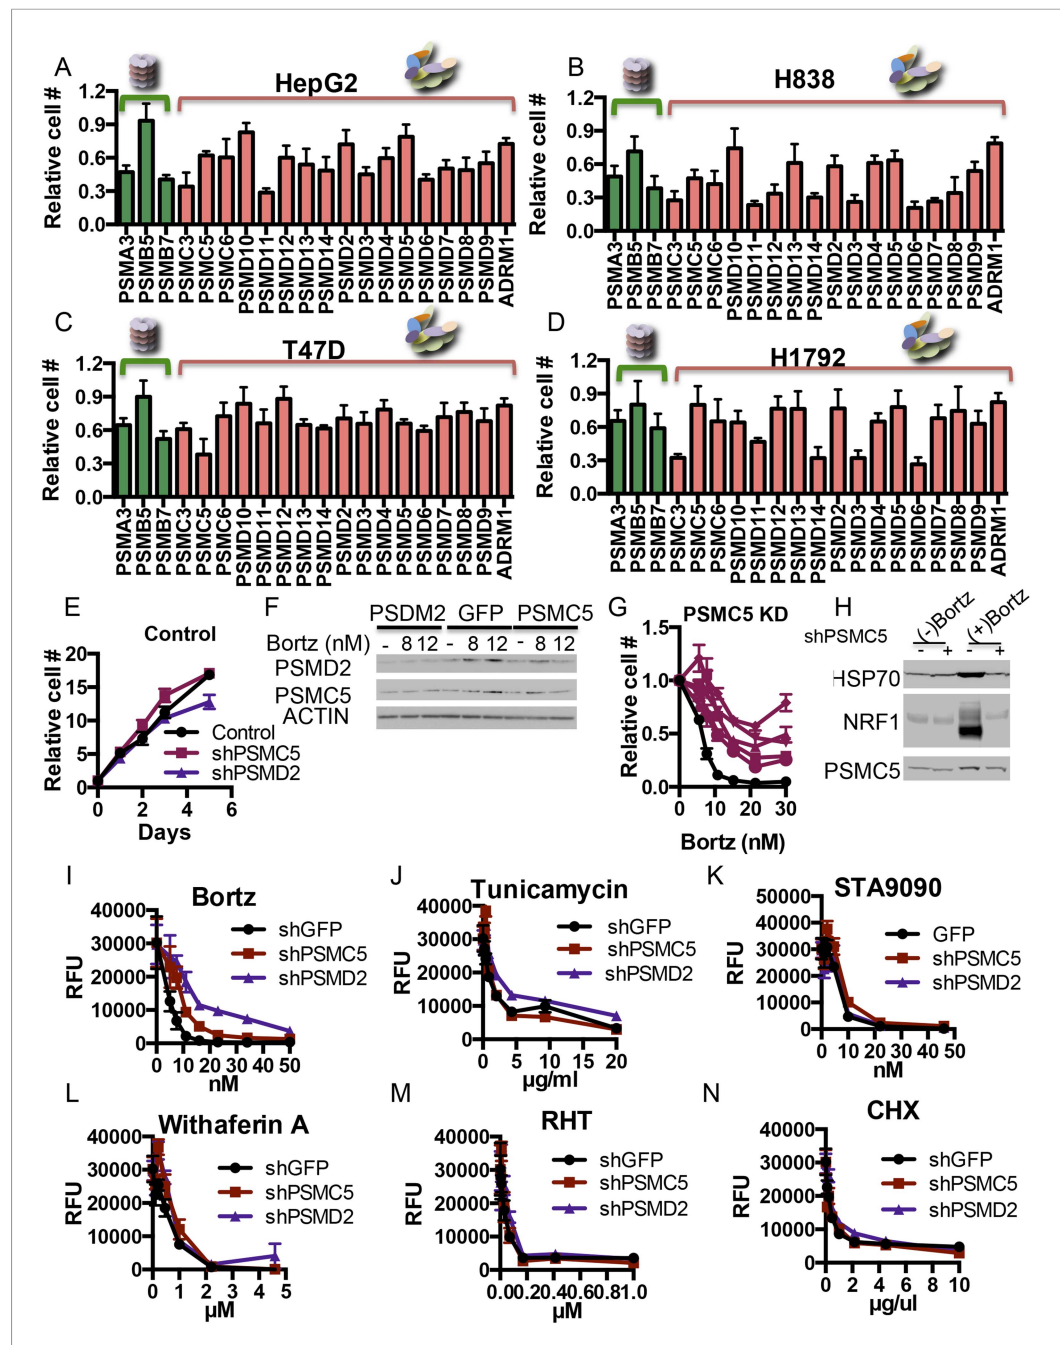 A
HepG2
Relative cell #
1.2
0.9
0.6
0.3
0.0
PSMA3
PSMB5
PSMB7
PSMC3
PSMC5
PSMC6
PSMD10
PSMD11
PSMD12
PSMD13
PSMD14
PSMD2
PSMD3
PSMD4
PSMD5
PSMD6
PSMD7
PSMD8
PSMD9
ADRM1
B
H838
Relative cell #
1.2
0.9
0.6
0.3
0.0
PSMA3
PSMB5
PSMB7
PSMC3
PSMC5
PSMC6
PSMD10
PSMD11
PSMD12
PSMD13
PSMD14
PSMD2
PSMD3
PSMD4
PSMD5
PSMD6
PSMD7
PSMD8
PSMD9
ADRM1
C
T47D
Relative cell #
1.2
0.9
0.6
0.3
0.0
PSMA3
PSMB5
PSMB7
PSMC3
PSMC5
PSMC6
PSMD10
PSMD11
PSMD12
PSMD13
PSMD14
PSMD2
PSMD3
PSMD4
PSMD5
PSMD6
PSMD7
PSMD8
PSMD9
ADRM1
D
H1792
Relative cell #
1.2
0.9
0.6
0.3
0.0
PSMA3
PSMB5
PSMB7
PSMC3
PSMC5
PSMC6
PSMD10
PSMD11
PSMD12
PSMD13
PSMD14
PSMD2
PSMD3
PSMD4
PSMD5
PSMD6
PSMD7
PSMD8
PSMD9
ADRM1
E
Control
Relative cell #
20
15
10
5
0
Control
shPSMC5
shPSMD2
0 2 4 6
Days
F
PSDM2 GFP PSMC5
Bortz (nM) - 8 12 - 8 12 - 8 12
PSMD2
PSMC5
ACTIN
G
PSMC5 KD
Relative cell #
1.5
1.0
0.5
0.0
0 10 20 30
Bortz (nM)
H
(-)Bortz (+)Bortz
shPSMC5 - + - +
HSP70
NRF1
PSMC5
I
Bortz
RFU
40000
30000
20000
10000
0
shGFP
shPSMC5
shPSMD2
0 10 20 30 40 50
nM
J
Tunicamycin
RFU
40000
30000
20000
10000
0
shGFP
shPSMC5
shPSMD2
0 5 10 15 20
µg/ml
K
STA9090
RFU
50000
40000
30000
20000
10000
0
GFP
shPSMC5
shPSMD2
0 10 20 30 40 50
nM
L
Withaferin A
RFU
40000
30000
20000
10000
0
shGFP
shPSMC5
shPSMD2
0 1 2 3 4 5
µM
M
RHT
RFU
40000
30000
20000
10000
0
shGFP
shPSMC5
shPSMD2
0.00.20.40.60.81.0
µM
N
CHX
RFU
40000
30000
20000
10000
0
shGFP
shPSMC5
shPSMD2
0 2 4 6 8 10
µg/ul